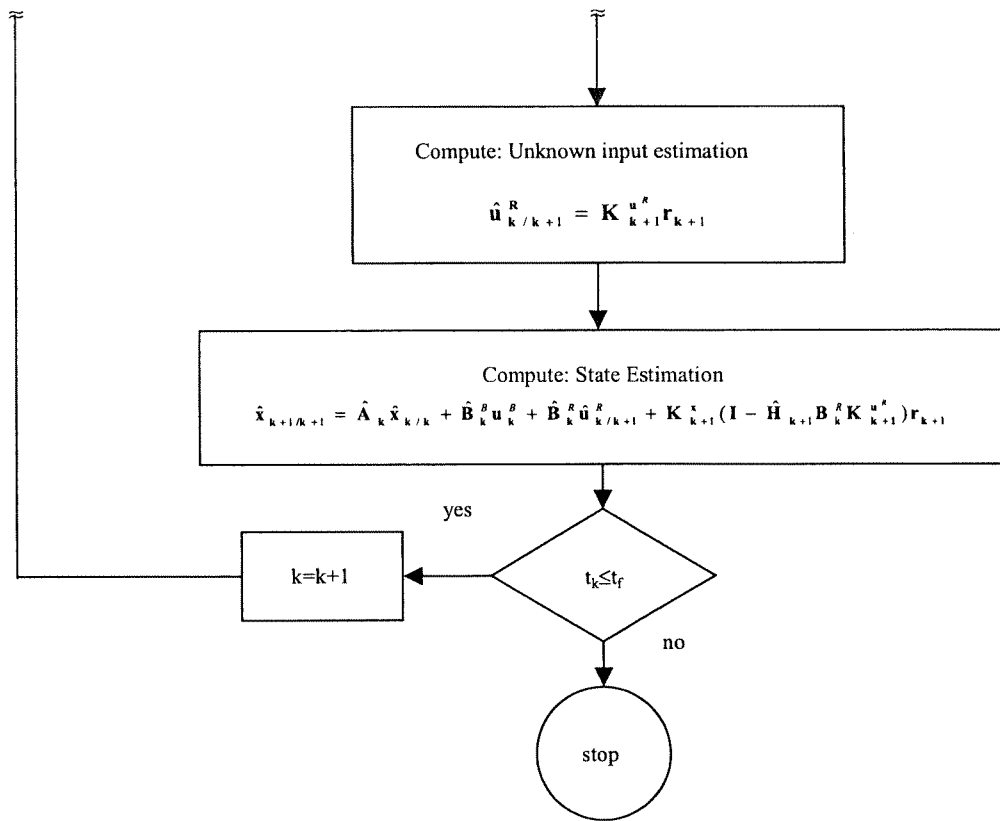 ≈ ≈
Compute: Unknown input estimation
û^R_{k/k+1} = K^{u^R}_{k+1} r_{k+1}
Compute: State Estimation
x̂_{k+1/k+1} = Â_k x̂_{k/k} + B̂^B_k u^B_k + B̂^R_k û^R_{k/k+1} + K^x_{k+1} (I − Ĥ_{k+1} B^R_k K^{u^R}_{k+1}) r_{k+1}
yes
k=k+1
t_k≤t_f
no
stop